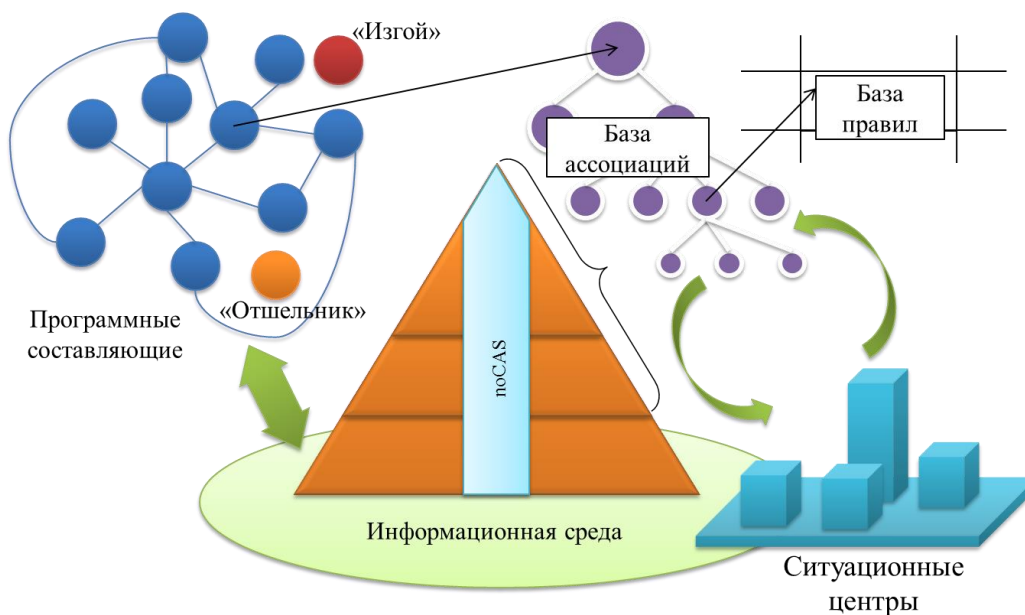 «Изгой»
База
правил
База
ассоциаций
«Отшельник»
Программные
составляющие
noCAS
Информационная среда
Ситуационные
центры